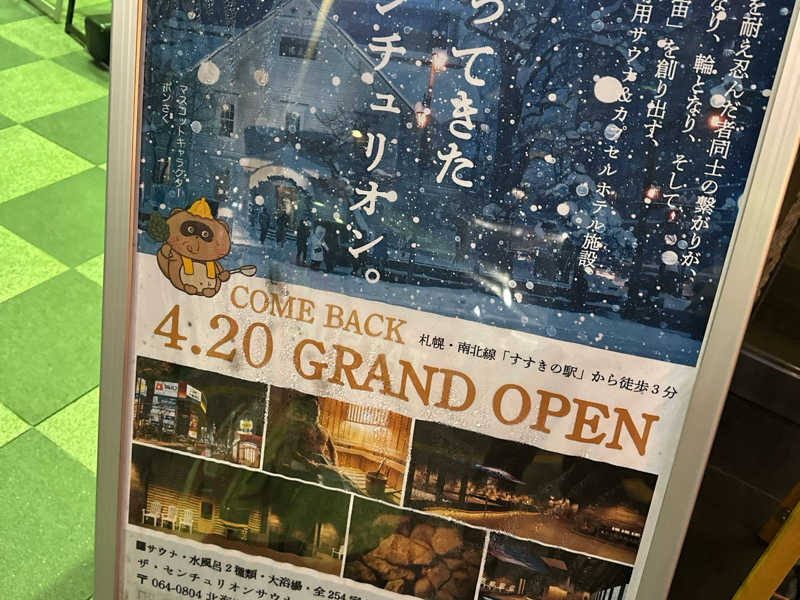 を耐え忍んだ者同士の繋がりが、
なり、輪となり、そして
宙」を創り出す、
用サウナ&カプセルホテル施設。
ってきた
ンチュリオン。
マスコットキャラクター
ポンさく
COME BACK
4.20 GRAND OPEN
札幌・南北線「すすきの駅」から徒歩3分
■サウナ・水風呂2種類・大浴場・全254
ザ・センチュリオンサウナ
〒064-0804 北海